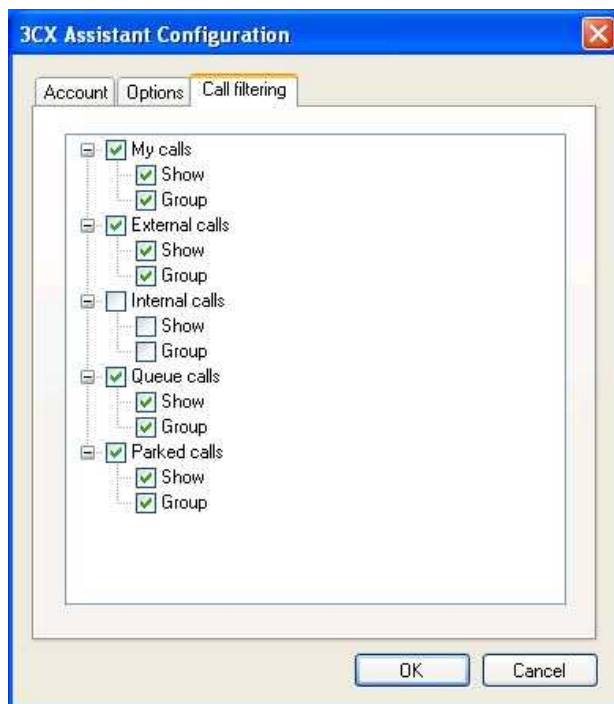 3CX Assistant Configuration
Account Options Call filtering
My calls
Show
Group
External calls
Show
Group
Internal calls
Show
Group
Queue calls
Show
Group
Parked calls
Show
Group
OK Cancel